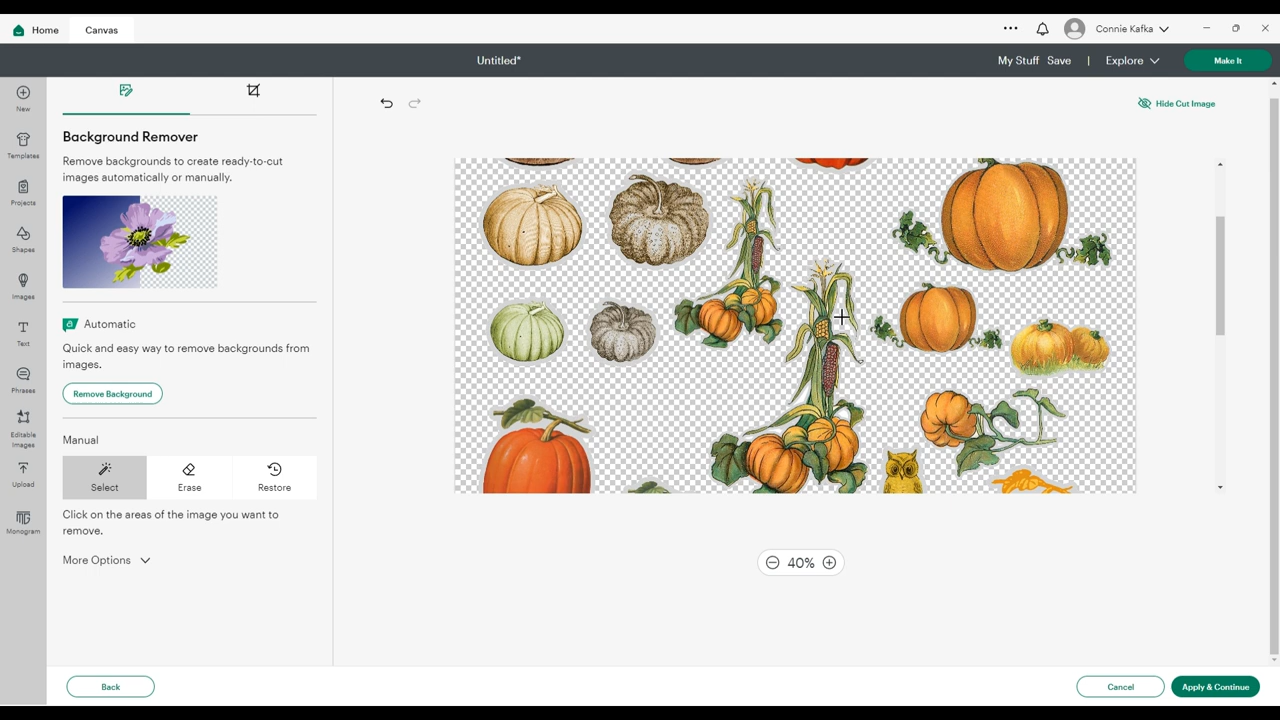 Home
Canvas
Connie Kafka
Untitled*
My Stuff
Save
|
Explore
Make It
New
Templates
Projects
Shapes
Images
Text
Phrases
Editable
Images
Upload
Monogram
Background Remover
Remove backgrounds to create ready-to-cut
images automatically or manually.
Automatic
Quick and easy way to remove backgrounds from
images.
Remove Background
Manual
Select
Erase
Restore
Click on the areas of the image you want to
remove.
More Options
Hide Cut Image
40%
Back
Cancel
Apply & Continue